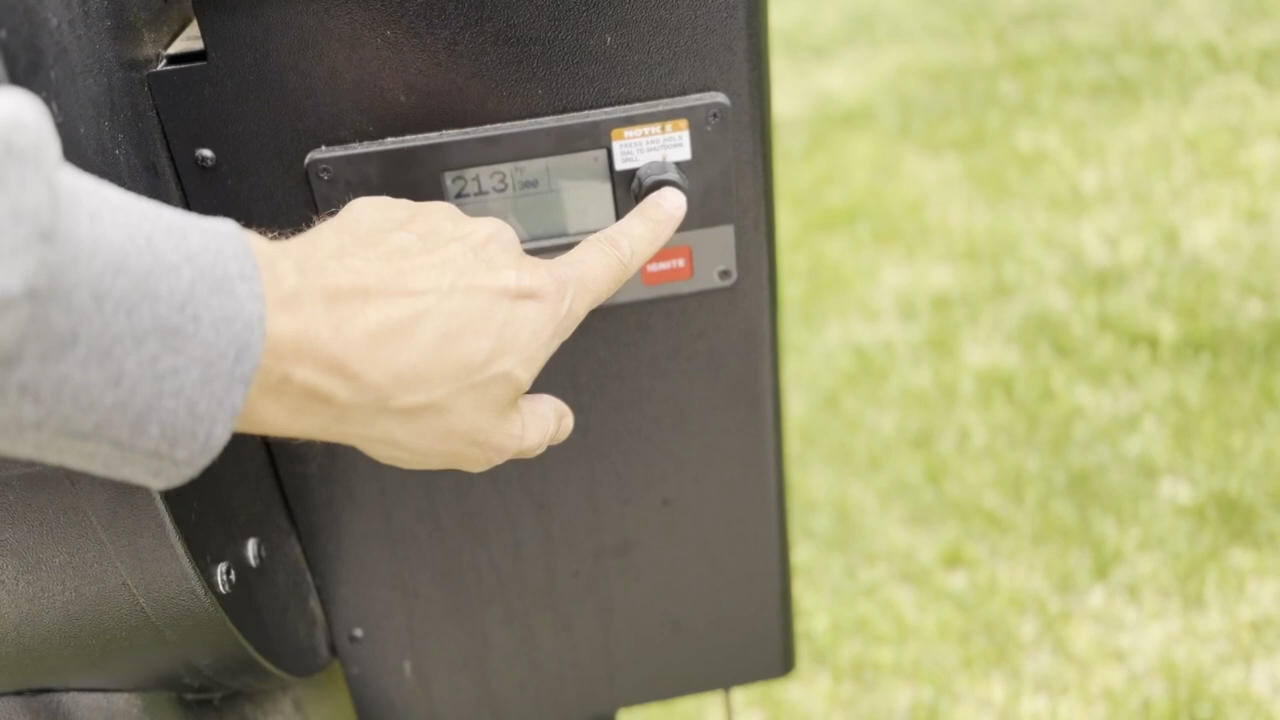 NOTICE
PRESS AND HOLD
DIAL TO SHUTDOWN
GRILL
°F
213 300
IGNITE